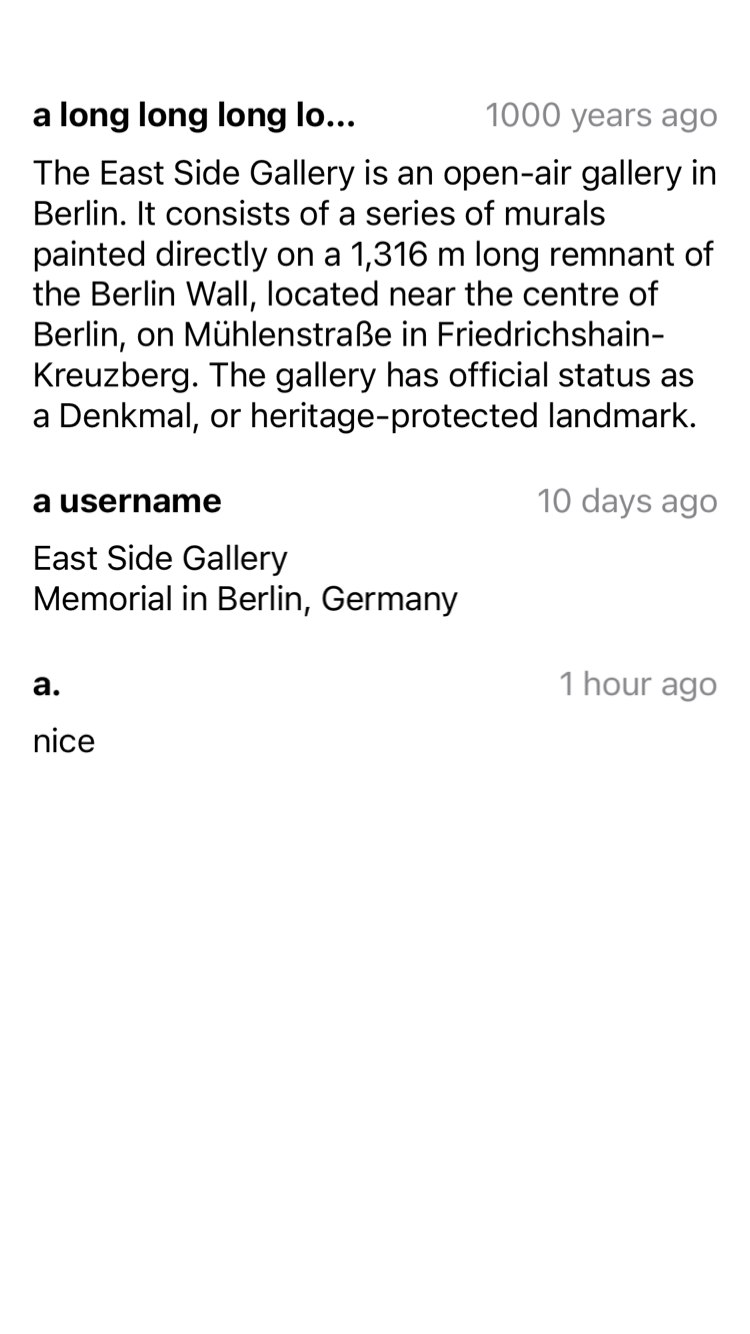 a long long long lo... 1000 years ago
The East Side Gallery is an open-air gallery in
Berlin. It consists of a series of murals
painted directly on a 1,316 m long remnant of
the Berlin Wall, located near the centre of
Berlin, on Mühlenstraße in Friedrichshain-
Kreuzberg. The gallery has official status as
a Denkmal, or heritage-protected landmark.
a username 10 days ago
East Side Gallery
Memorial in Berlin, Germany
a. 1 hour ago
nice